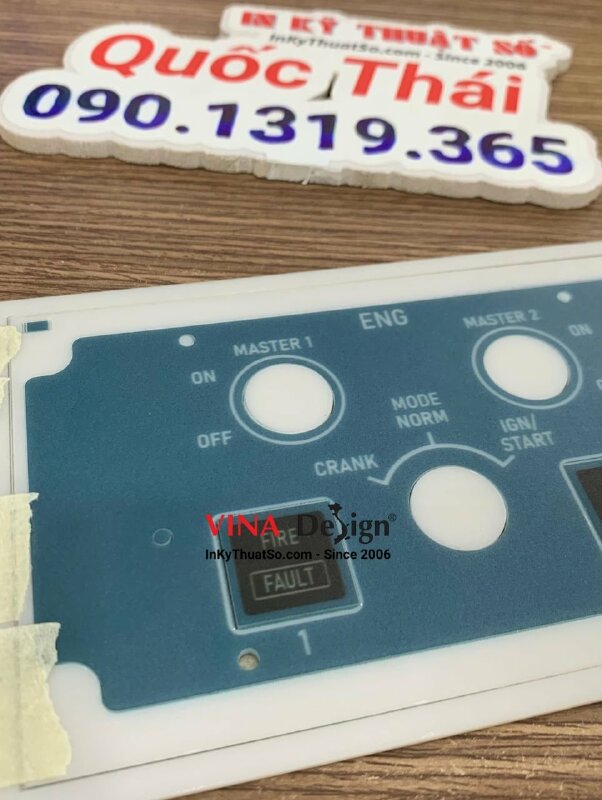 IN KỸ THUẬT SỐ
InKyThuatSo.com - Since 2006
Quốc Thái
090.1319.365
ENG
MASTER 1
MASTER 2
ON
ON
OFF
MODE
NORM
IGN/
START
CRANK
VINA Design®
InKyThuatSo.com - Since 2006
FIRE
FAULT
1